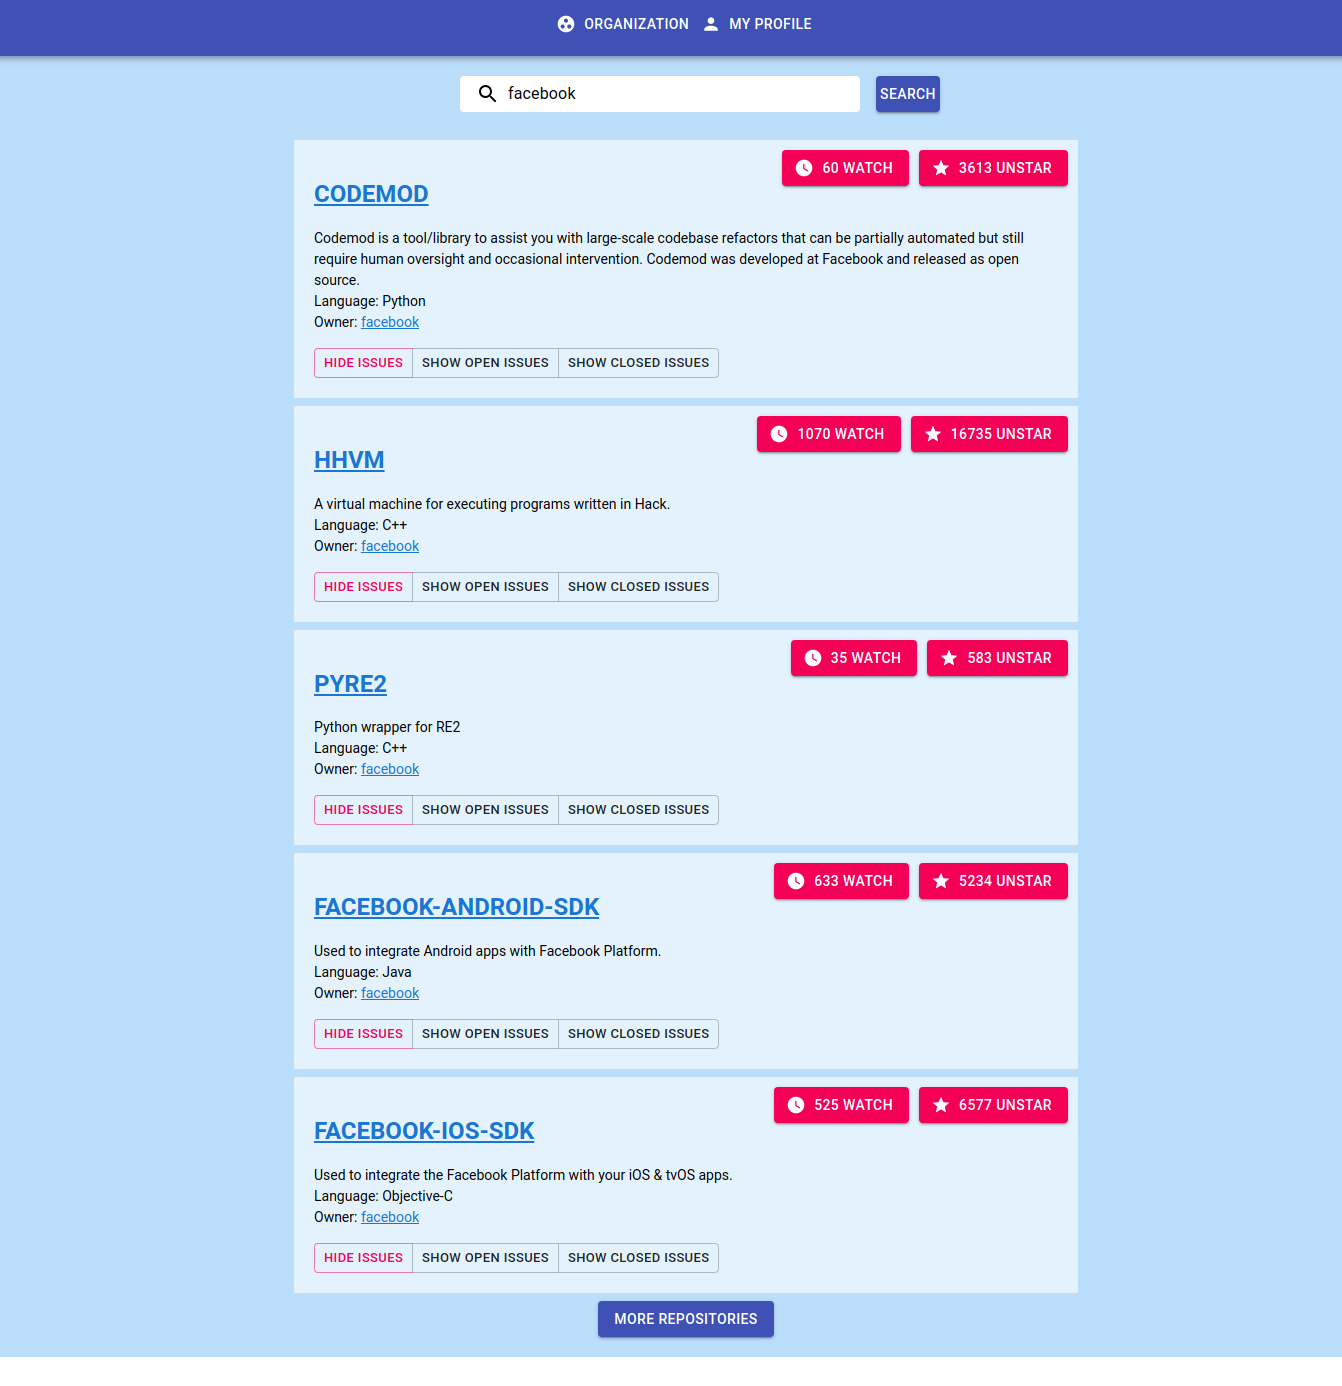 ORGANIZATION MY PROFILE
facebook SEARCH
60 WATCH 3613 UNSTAR
CODEMOD
Codemod is a tool/library to assist you with large-scale codebase refactors that can be partially automated but still
require human oversight and occasional intervention. Codemod was developed at Facebook and released as open
source.
Language: Python
Owner: facebook
HIDE ISSUES SHOW OPEN ISSUES SHOW CLOSED ISSUES
1070 WATCH 16735 UNSTAR
HHVM
A virtual machine for executing programs written in Hack.
Language: C++
Owner: facebook
HIDE ISSUES SHOW OPEN ISSUES SHOW CLOSED ISSUES
35 WATCH 583 UNSTAR
PYRE2
Python wrapper for RE2
Language: C++
Owner: facebook
HIDE ISSUES SHOW OPEN ISSUES SHOW CLOSED ISSUES
633 WATCH 5234 UNSTAR
FACEBOOK-ANDROID-SDK
Used to integrate Android apps with Facebook Platform.
Language: Java
Owner: facebook
HIDE ISSUES SHOW OPEN ISSUES SHOW CLOSED ISSUES
525 WATCH 6577 UNSTAR
FACEBOOK-IOS-SDK
Used to integrate the Facebook Platform with your iOS & tvOS apps.
Language: Objective-C
Owner: facebook
HIDE ISSUES SHOW OPEN ISSUES SHOW CLOSED ISSUES
MORE REPOSITORIES